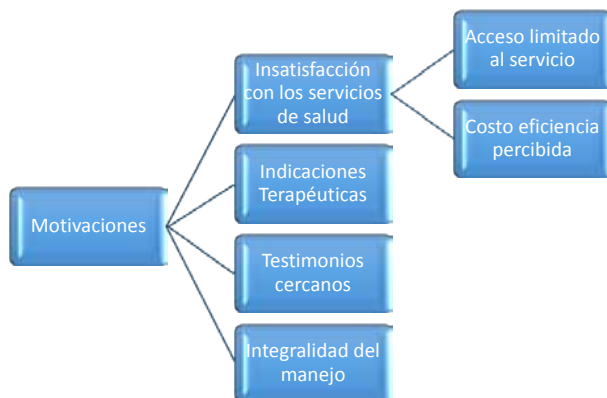 Motivaciones
Insatisfacción
con los servicios
de salud
Indicaciones
Terapéuticas
Testimonios
cercanos
Integralidad del
manejo
Acceso limitado
al servicio
Costo eficiencia
percibida